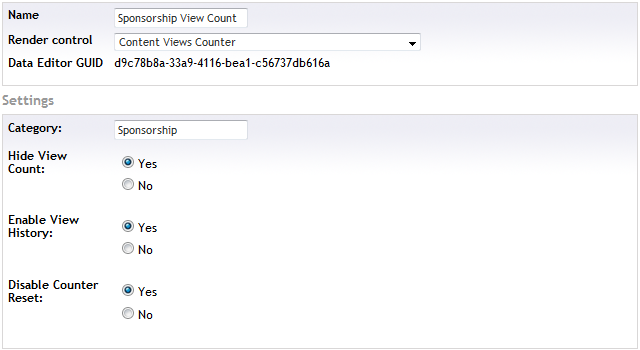 Name Sponsorship View Count
Render control Content Views Counter
Data Editor GUID d9c78b8a-33a9-4116-bea1-c56737db616a
Settings
Category: Sponsorship
Hide View
Count:
Yes
No
Enable View
History:
Yes
No
Disable Counter
Reset:
Yes
No